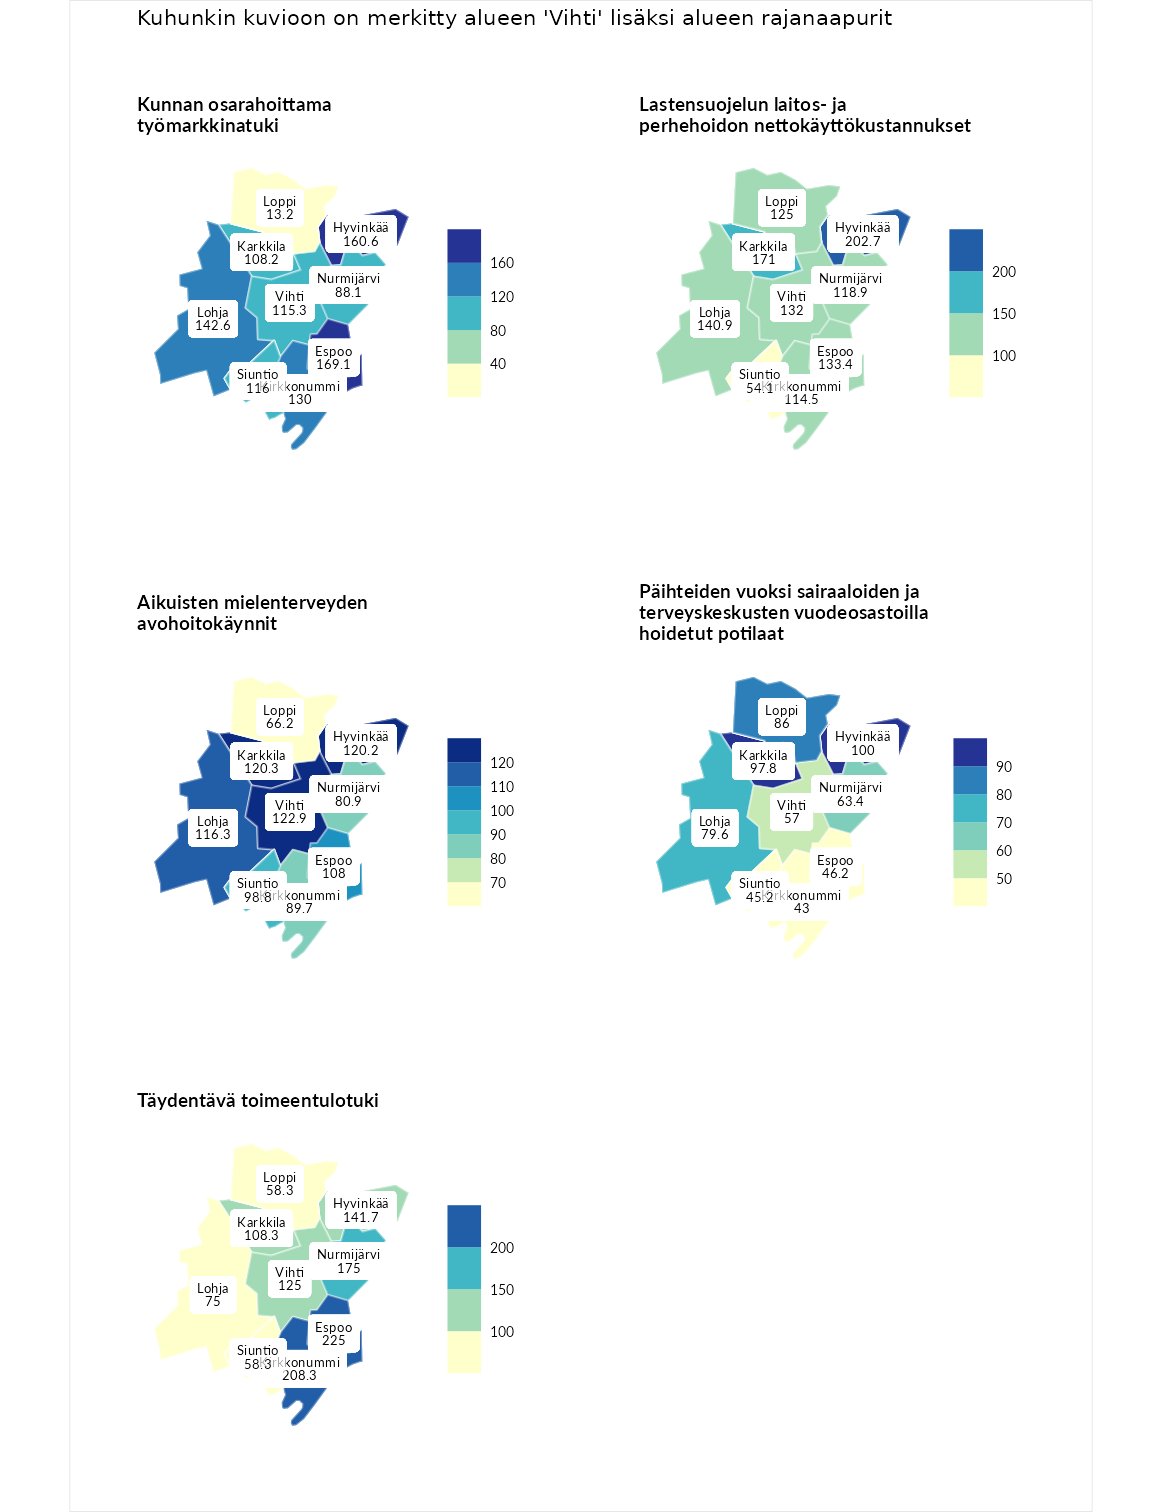 Kuhunkin kuvioon on merkitty alueen 'Vihti' lisäksi alueen rajanaapurit
Kunnan osarahoittama
työmarkkinatuki
Loppi
13.2
Hyvinkää
160.6
Karkkila
108.2
Nurmijärvi
88.1
Vihti
115.3
Lohja
142.6
Espoo
169.1
Siuntio
116
rkkonummi
130
160
120
80
40
Lastensuojelun laitos- ja
perhehoidon nettokäyttökustannukset
Loppi
125
Hyvinkää
202.7
Karkkila
171
Nurmijärvi
118.9
Vihti
132
Lohja
140.9
Espoo
133.4
Siuntio
54.1
Kirkkonummi
114.5
200
150
100
Aikuisten mielenterveyden
avohoitokäynnit
Loppi
66.2
Hyvinkää
120.2
Karkkila
120.3
Nurmijärvi
80.9
Vihti
122.9
Lohja
116.3
Espoo
108
Siuntio
98.8
Kirkkonummi
89.7
120
110
100
90
80
70
Päihteiden vuoksi sairaaloiden ja
terveyskeskusten vuodeosastoilla
hoidetut potilaat
Loppi
86
Hyvinkää
100
Karkkila
97.8
Nurmijärvi
63.4
Vihti
57
Lohja
79.6
Espoo
46.2
Siuntio
45.2
Kirkkonummi
43
90
80
70
60
50
Täydentävä toimeentulotuki
Loppi
58.3
Hyvinkää
141.7
Karkkila
108.3
Nurmijärvi
175
Vihti
125
Lohja
75
Espoo
225
Siuntio
58.3
Kirkkonummi
208.3
200
150
100